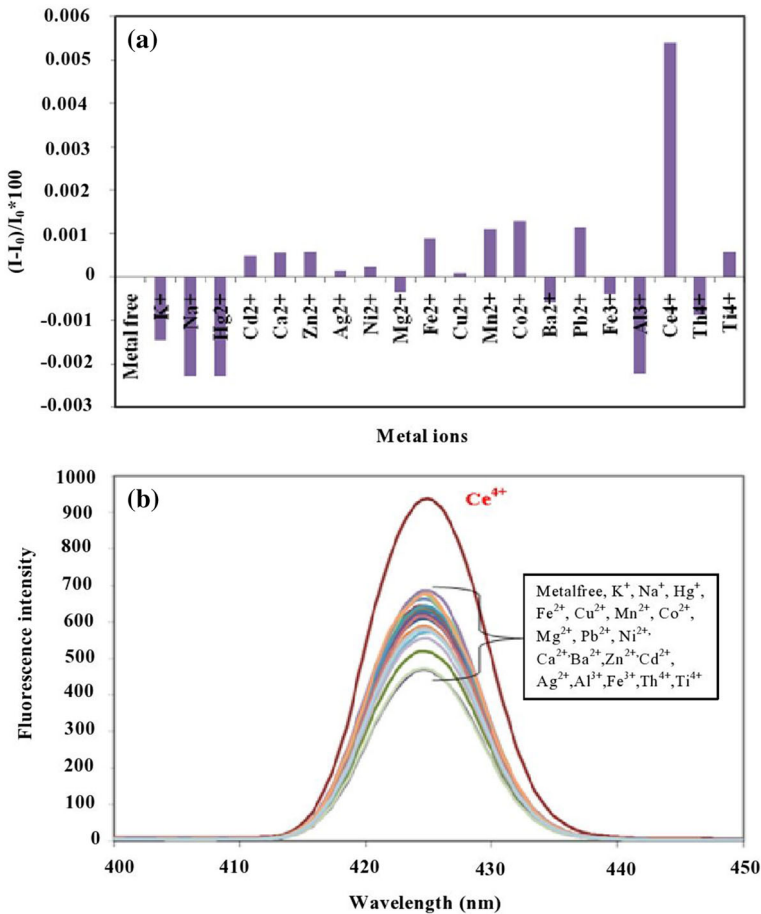 (a)
0.006
0.005
0.004
0.003
0.002
0.001
0
-0.001
-0.002
-0.003
(I-I₀)/I₀*100
Metal free
K+
Na+
Hg2+
Cd2+
Ca2+
Zn2+
Ag2+
Ni2+
Mg2+
Fe2+
Cu2+
Mn2+
Co2+
Ba2+
Pb2+
Fe3+
Al3+
Ce4+
Th4+
Ti4+
Metal ions
(b)
1000
900
800
700
600
500
400
300
200
100
0
Fluorescence intensity
Ce⁴⁺
Metalfree, K⁺, Na⁺, Hg⁺,
Fe²⁺, Cu²⁺, Mn²⁺, Co²⁺,
Mg²⁺, Pb²⁺, Ni²⁺,
Ca²⁺,Ba²⁺,Zn²⁺,Cd²⁺,
Ag²⁺,Al³⁺,Fe³⁺,Th⁴⁺,Ti⁴⁺
400 410 420 430 440 450
Wavelength (nm)